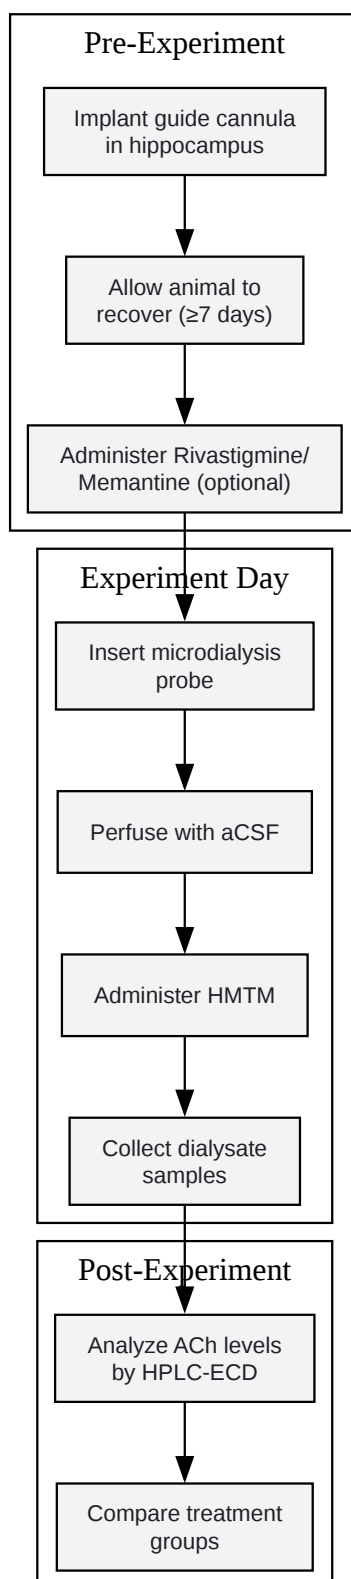 Pre-Experiment
Implant guide cannula
in hippocampus
Allow animal to
recover (≥7 days)
Administer Rivastigmine/
Memantine (optional)
Experiment Day
Insert microdialysis
probe
Perfuse with aCSF
Administer HMTM
Collect dialysate
samples
Post-Experiment
Analyze ACh levels
by HPLC-ECD
Compare treatment
groups